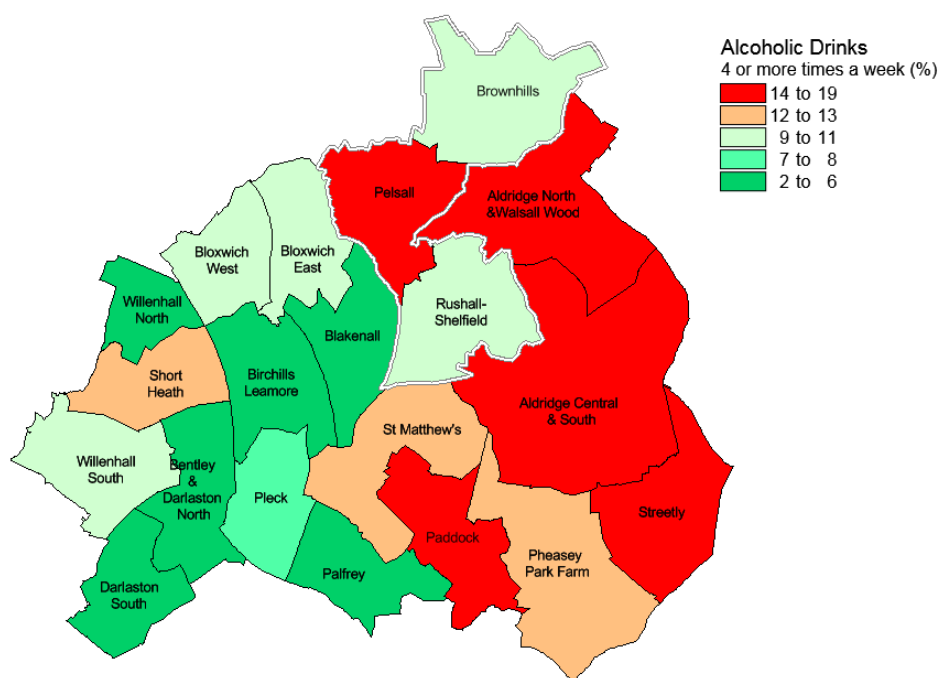 Alcoholic Drinks
4 or more times a week (%)
14 to 19
12 to 13
9 to 11
7 to 8
2 to 6
Brownhills
Pelsall
Aldridge North
&Walsall Wood
Bloxwich
West
Bloxwich
East
Willenhall
North
Rushall-
Shelfield
Blakenall
Short
Heath
Birchills
Leamore
Aldridge Central
& South
St Matthew's
Willenhall
South
Bentley
&
Darlaston
North
Pleck
Streetly
Paddock
Pheasey
Park Farm
Palfrey
Darlaston
South